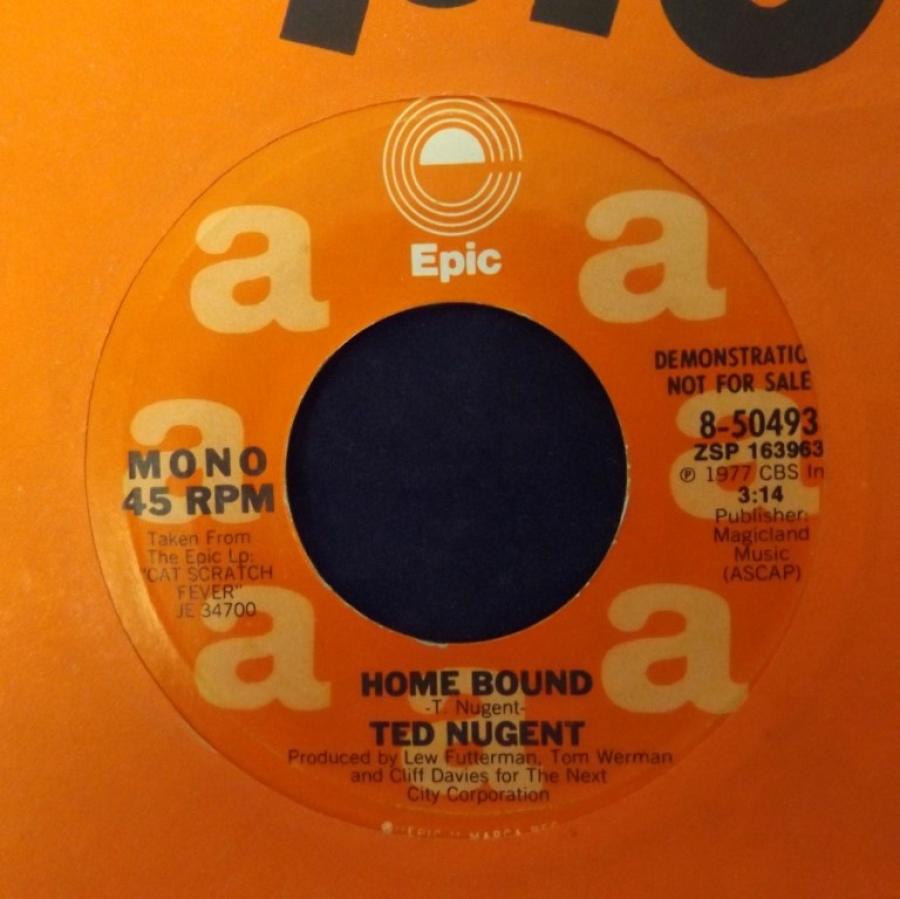 Epic
a a
DEMONSTRATIO
NOT FOR SALE
8-50493
ZSP 163963
℗ 1977 CBS In
3:14
Publisher:
Magicland
Music
(ASCAP)
a a
MONO
45 RPM
Taken From
The Epic Lp:
"CAT SCRATCH
FEVER"
JE 34700
a a
a
HOME BOUND
-T. Nugent-
TED NUGENT
Produced by Lew Futterman, Tom Werman
and Cliff Davies for The Next
City Corporation
MARCA REG